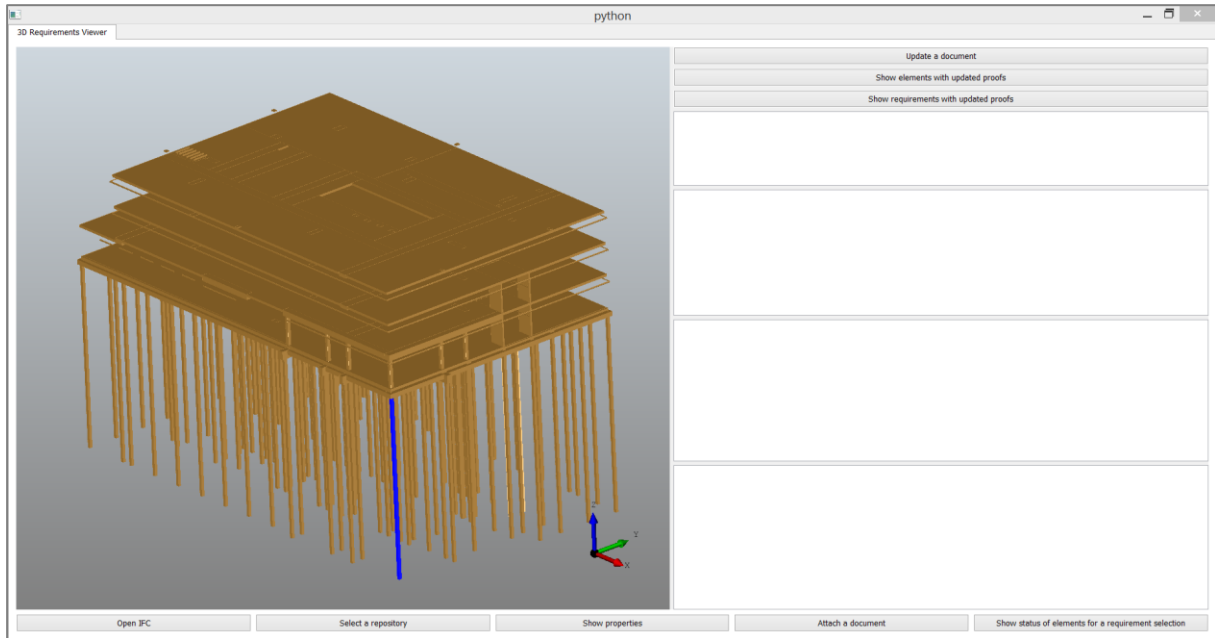 python
3D Requirements Viewer
Update a document
Show elements with updated proofs
Show requirements with updated proofs
Z
Y
X
Open IFC
Select a repository
Show properties
Attach a document
Show status of elements for a requirement selection